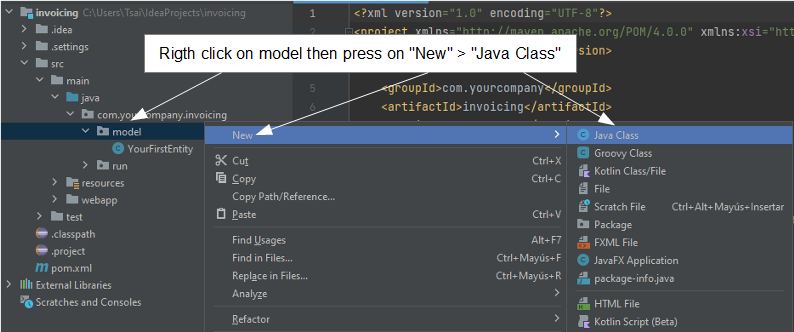 invoicing C:\Users\Tsai\IdeaProjects\invoicing
.idea
.settings
src
main
java
com.yourcompany.invoicing
model
YourFirstEntity
run
resources
webapp
test
.classpath
.project
pom.xml
External Libraries
Scratches and Consoles
1
2
5
6
<?xml version="1.0" encoding="UTF-8"?>
<project xmlns="http://maven.apache.org/POM/4.0.0" xmlns:xsi="htt
<groupId>com.yourcompany</groupId>
<artifactId>invoicing</artifactId>
Rigth click on model then press on "New" > "Java Class"
New
Cut Ctrl+X
Copy Ctrl+C
Copy Path/Reference...
Paste Ctrl+V
Find Usages Alt+F7
Find in Files... Ctrl+Mayús+F
Replace in Files... Ctrl+Mayús+R
Analyze
Refactor
Java Class
Groovy Class
Kotlin Class/File
File
Scratch File Ctrl+Alt+Mayús+Insertar
Package
FXML File
JavaFX Application
package-info.java
HTML File
Kotlin Script (Beta)